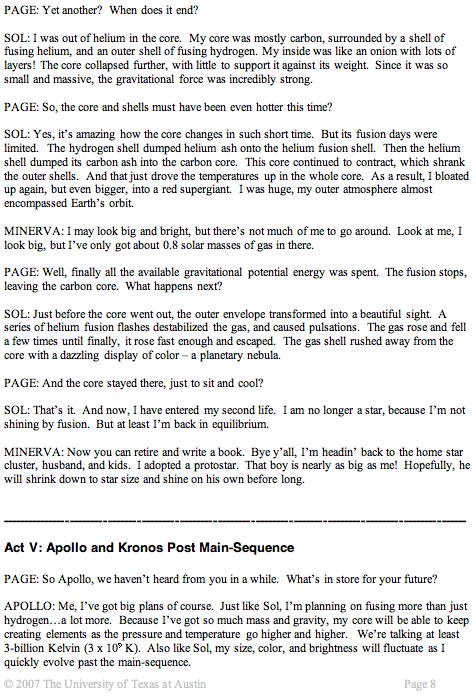 PAGE: Yet another?  When does it end?
SOL: I was out of helium in the core.  My core was mostly carbon, surrounded by a shell of
fusing helium, and an outer shell of fusing hydrogen. My inside was like an onion with lots of
layers! The core collapsed further, with little to support it against its weight.  Since it was so
small and massive, the gravitational force was incredibly strong.
PAGE: So, the core and shells must have been even hotter this time?
SOL: Yes, it's amazing how the core changes in such short time.  But its fusion days were
limited.  The hydrogen shell dumped helium ash onto the helium fusion shell.  Then the helium
shell dumped its carbon ash into the carbon core.  This core continued to contract, which shrank
the outer shells.  And that just drove the temperatures up in the whole core.  As a result, I bloated
up again, but even bigger, into a red supergiant.  I was huge, my outer atmosphere almost
encompassed Earth's orbit.
MINERVA: I may look big and bright, but there's not much of me to go around.  Look at me, I
look big, but I've only got about 0.8 solar masses of gas in there.
PAGE: Well, finally all the available gravitational potential energy was spent.  The fusion stops,
leaving the carbon core.  What happens next?
SOL: Just before the core went out, the outer envelope transformed into a beautiful sight.  A
series of helium fusion flashes destabilized the gas, and caused pulsations.  The gas rose and fell
a few times until finally, it rose fast enough and escaped.  The gas shell rushed away from the
core with a dazzling display of color – a planetary nebula.
PAGE: And the core stayed there, just to sit and cool?
SOL: That's it.  And now, I have entered my second life.  I am no longer a star, because I'm not
shining by fusion.  But at least I'm back in equilibrium.
MINERVA: Now you can retire and write a book.  Bye y'all, I'm headin' back to the home star
cluster, husband, and kids.  I adopted a protostar.  That boy is nearly as big as me!  Hopefully, he
will shrink down to star size and shine on his own before long.
Act V: Apollo and Kronos Post Main-Sequence
PAGE: So Apollo, we haven't heard from you in a while.  What's in store for your future?
APOLLO: Me, I've got big plans of course.  Just like Sol, I'm planning on fusing more than just
hydrogen…a lot more.  Because I've got so much mass and gravity, my core will be able to keep
creating elements as the pressure and temperature go higher and higher.   We're talking at least
3-billion Kelvin (3 x 10⁹ K).  Also like Sol, my size, color, and brightness will fluctuate as I
quickly evolve past the main-sequence.
© 2007 The University of Texas at Austin Page 8